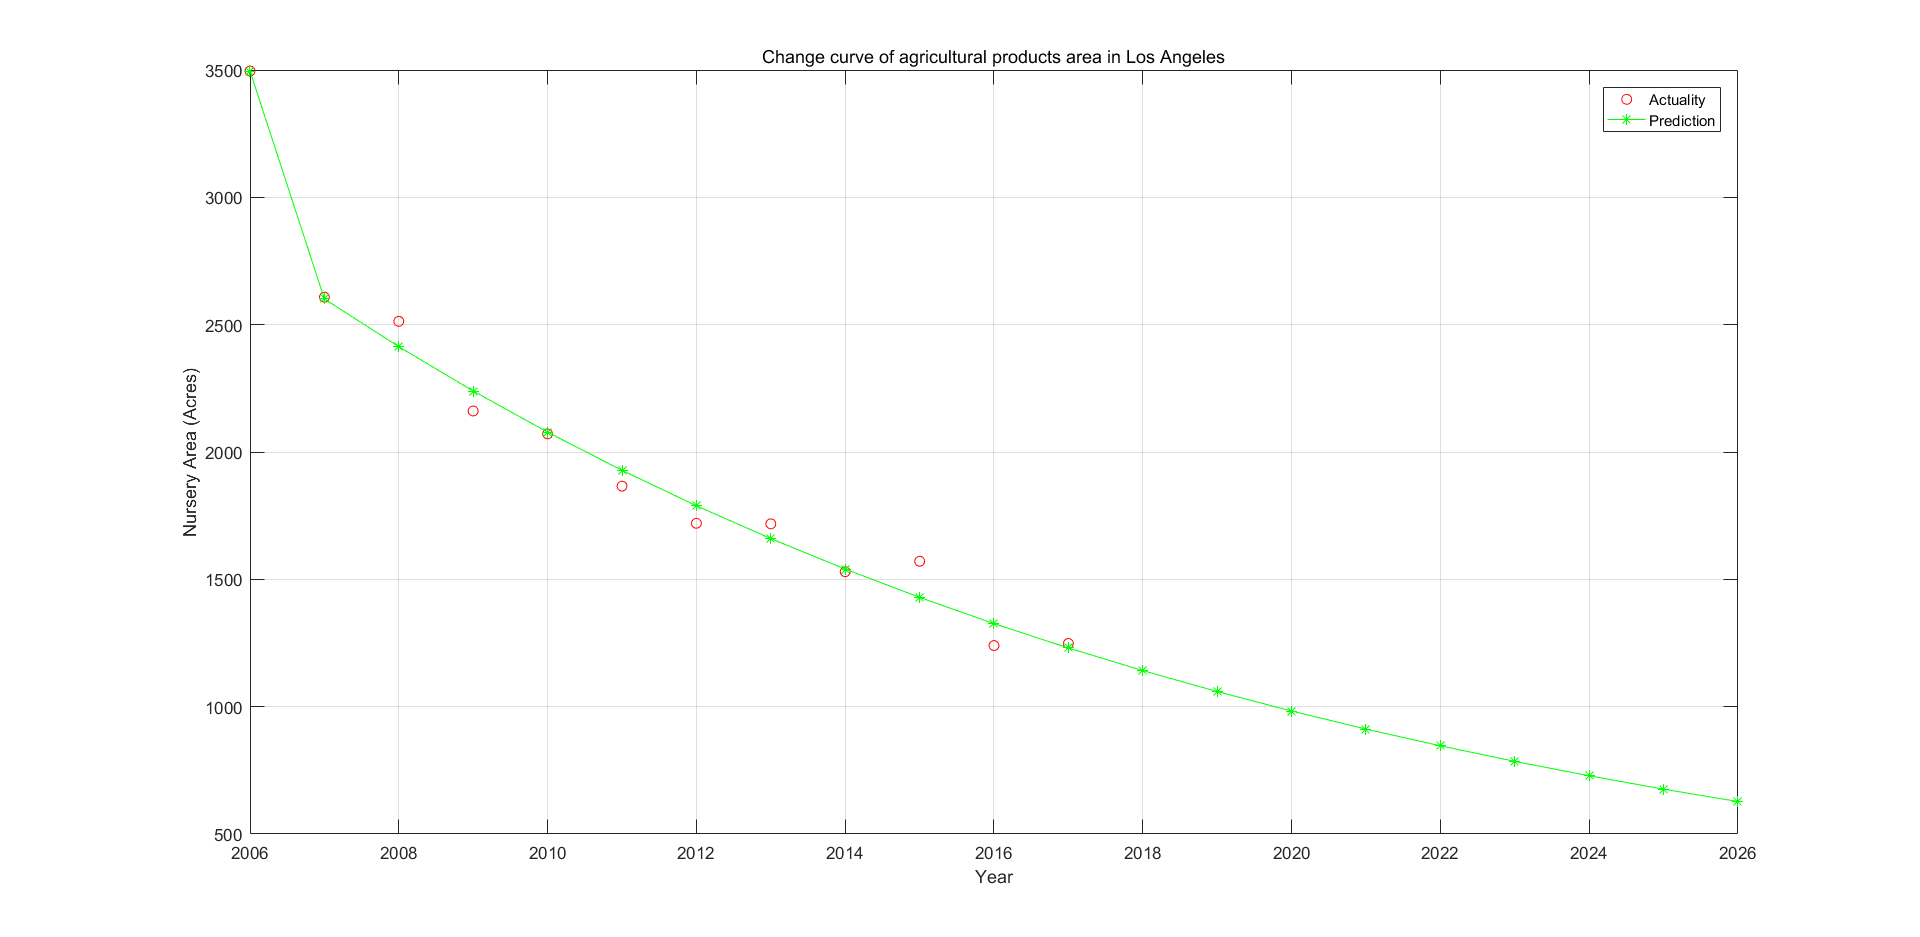 Change curve of agricultural products area in Los Angeles
Actuality
Prediction
3500
3000
2500
2000
1500
1000
500
Nursery Area (Acres)
2006 2008 2010 2012 2014 2016 2018 2020 2022 2024 2026
Year